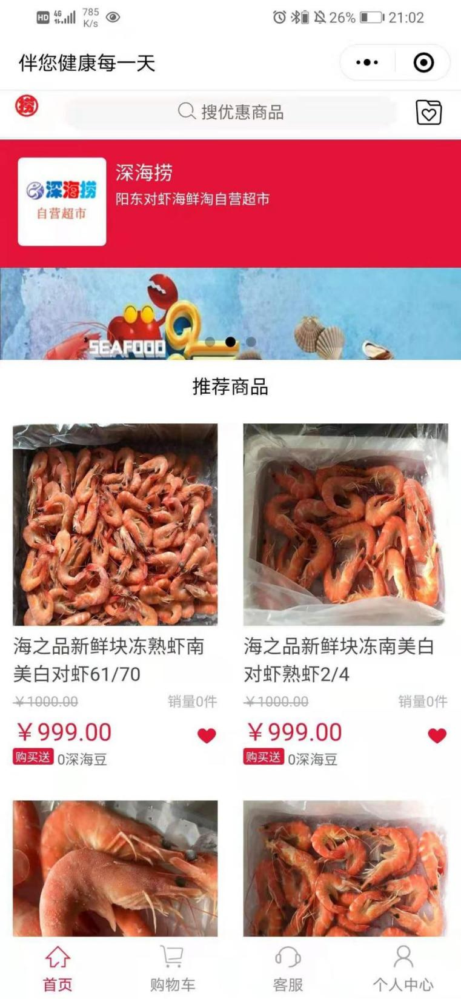 HD 4G 785 K/s 26% 21:02
伴您健康每一天
捞 搜优惠商品
深海捞
自营超市
深海捞
阳东对虾海鲜淘自营超市
SEAFOOD
推荐商品
海之品新鲜块冻熟虾南
美白对虾61/70
￥1000.00 销量0件
￥999.00
购买送 0深海豆
海之品新鲜块冻南美白
对虾熟虾2/4
￥1000.00 销量0件
￥999.00
购买送 0深海豆
首页 购物车 客服 个人中心